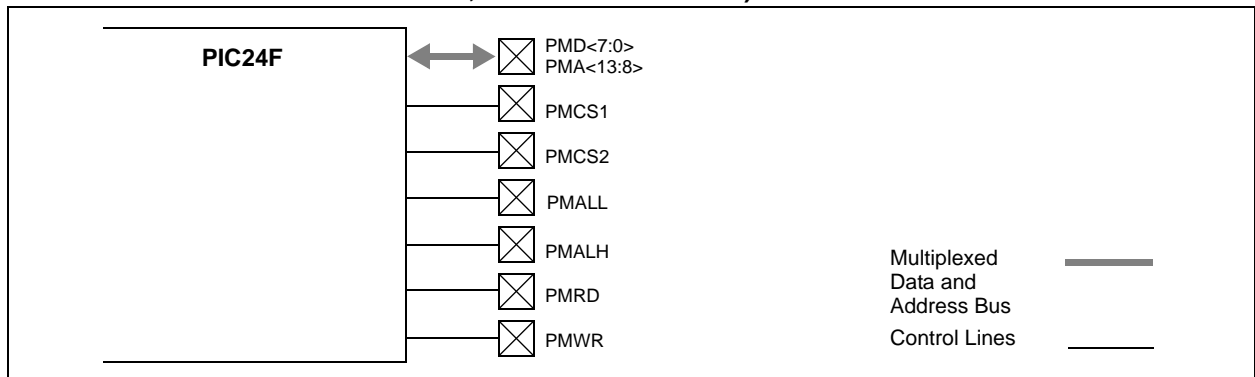 PIC24F
PMD<7:0>
PMA<13:8>
PMCS1
PMCS2
PMALL
PMALH
PMRD
PMWR
Multiplexed
Data and
Address Bus
Control Lines